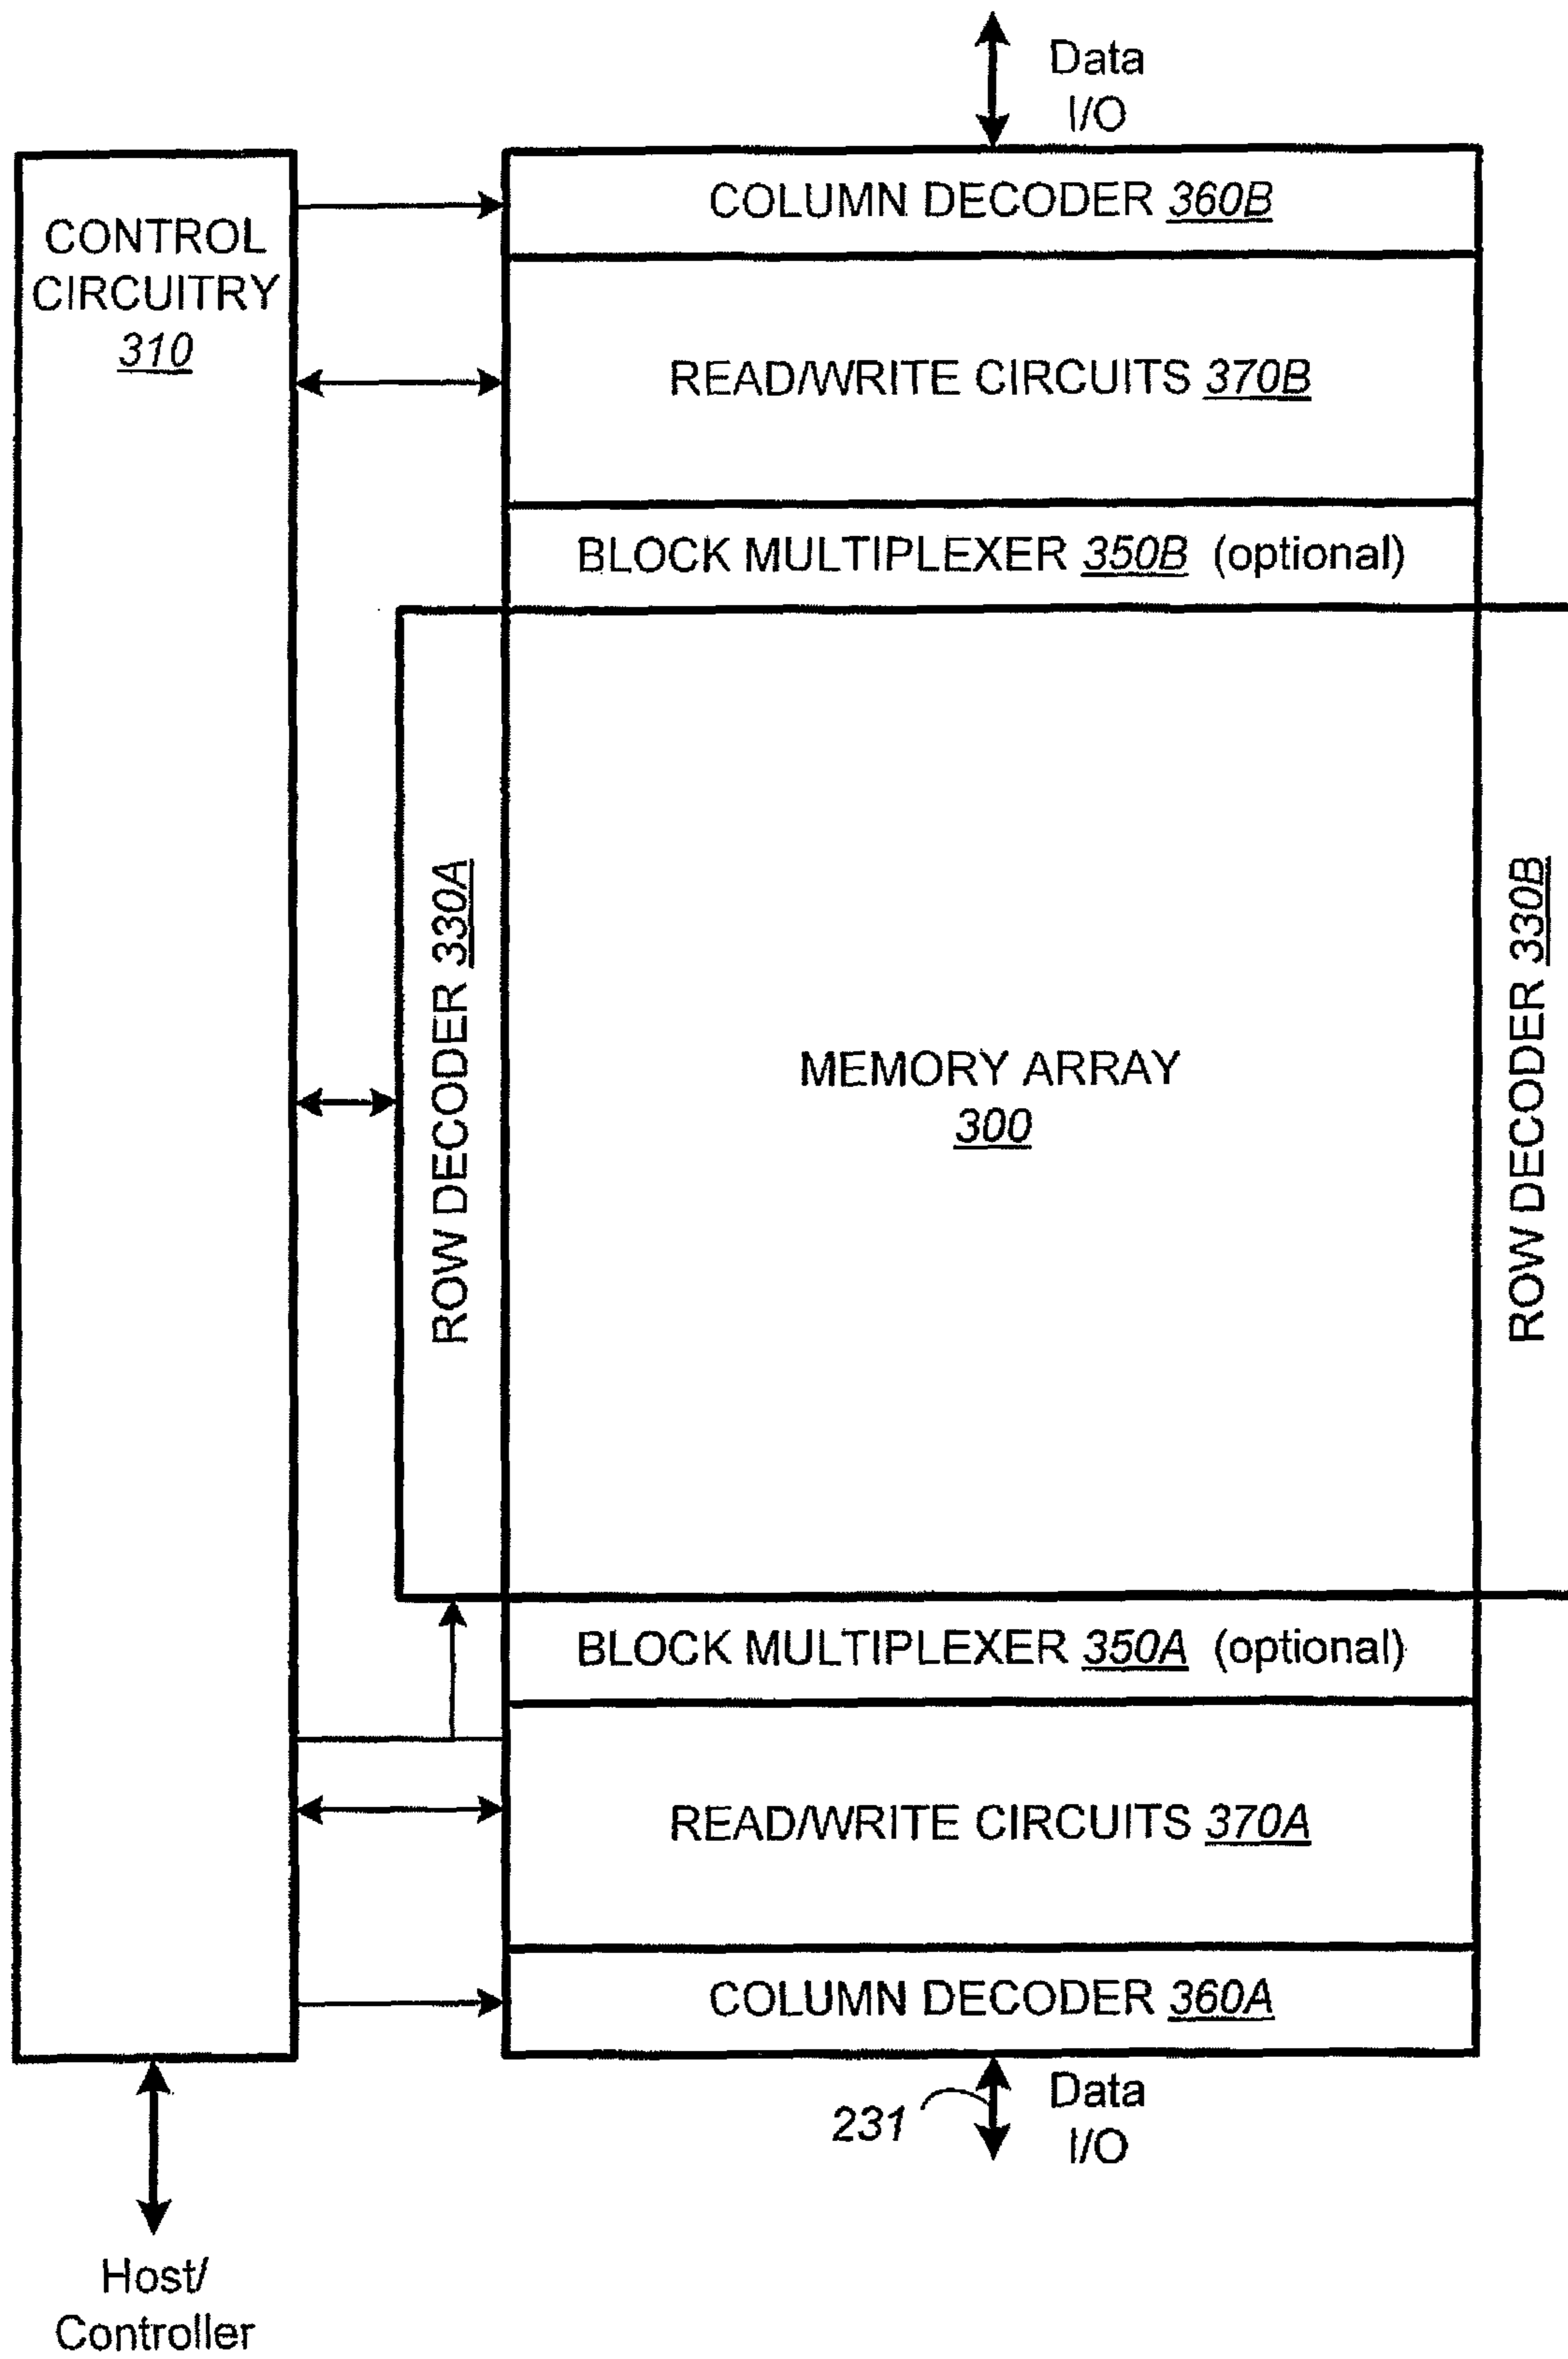 Data
I/O
CONTROL
CIRCUITRY
310
COLUMN DECODER 360B
READ/WRITE CIRCUITS 370B
BLOCK MULTIPLEXER 350B (optional)
ROW DECODER 330A
MEMORY ARRAY
300
ROW DECODER 330B
BLOCK MULTIPLEXER 350A (optional)
READ/WRITE CIRCUITS 370A
COLUMN DECODER 360A
231
Data
I/O
Host/
Controller